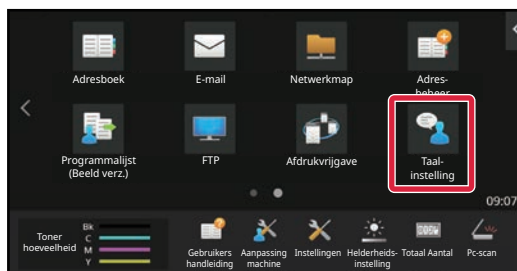 Adresboek
E-mail
Netwerkmap
Adres-
beheer
Programmalijst
(Beeld verz.)
FTP
Afdrukvrijgave
Taal-
instelling
09:07
Toner
hoeveelheid
Bk
C
M
Y
Gebruikers
handleiding
Aanpassing
machine
Instellingen
Helderheids-
instelling
Totaal Aantal
Pc-scan